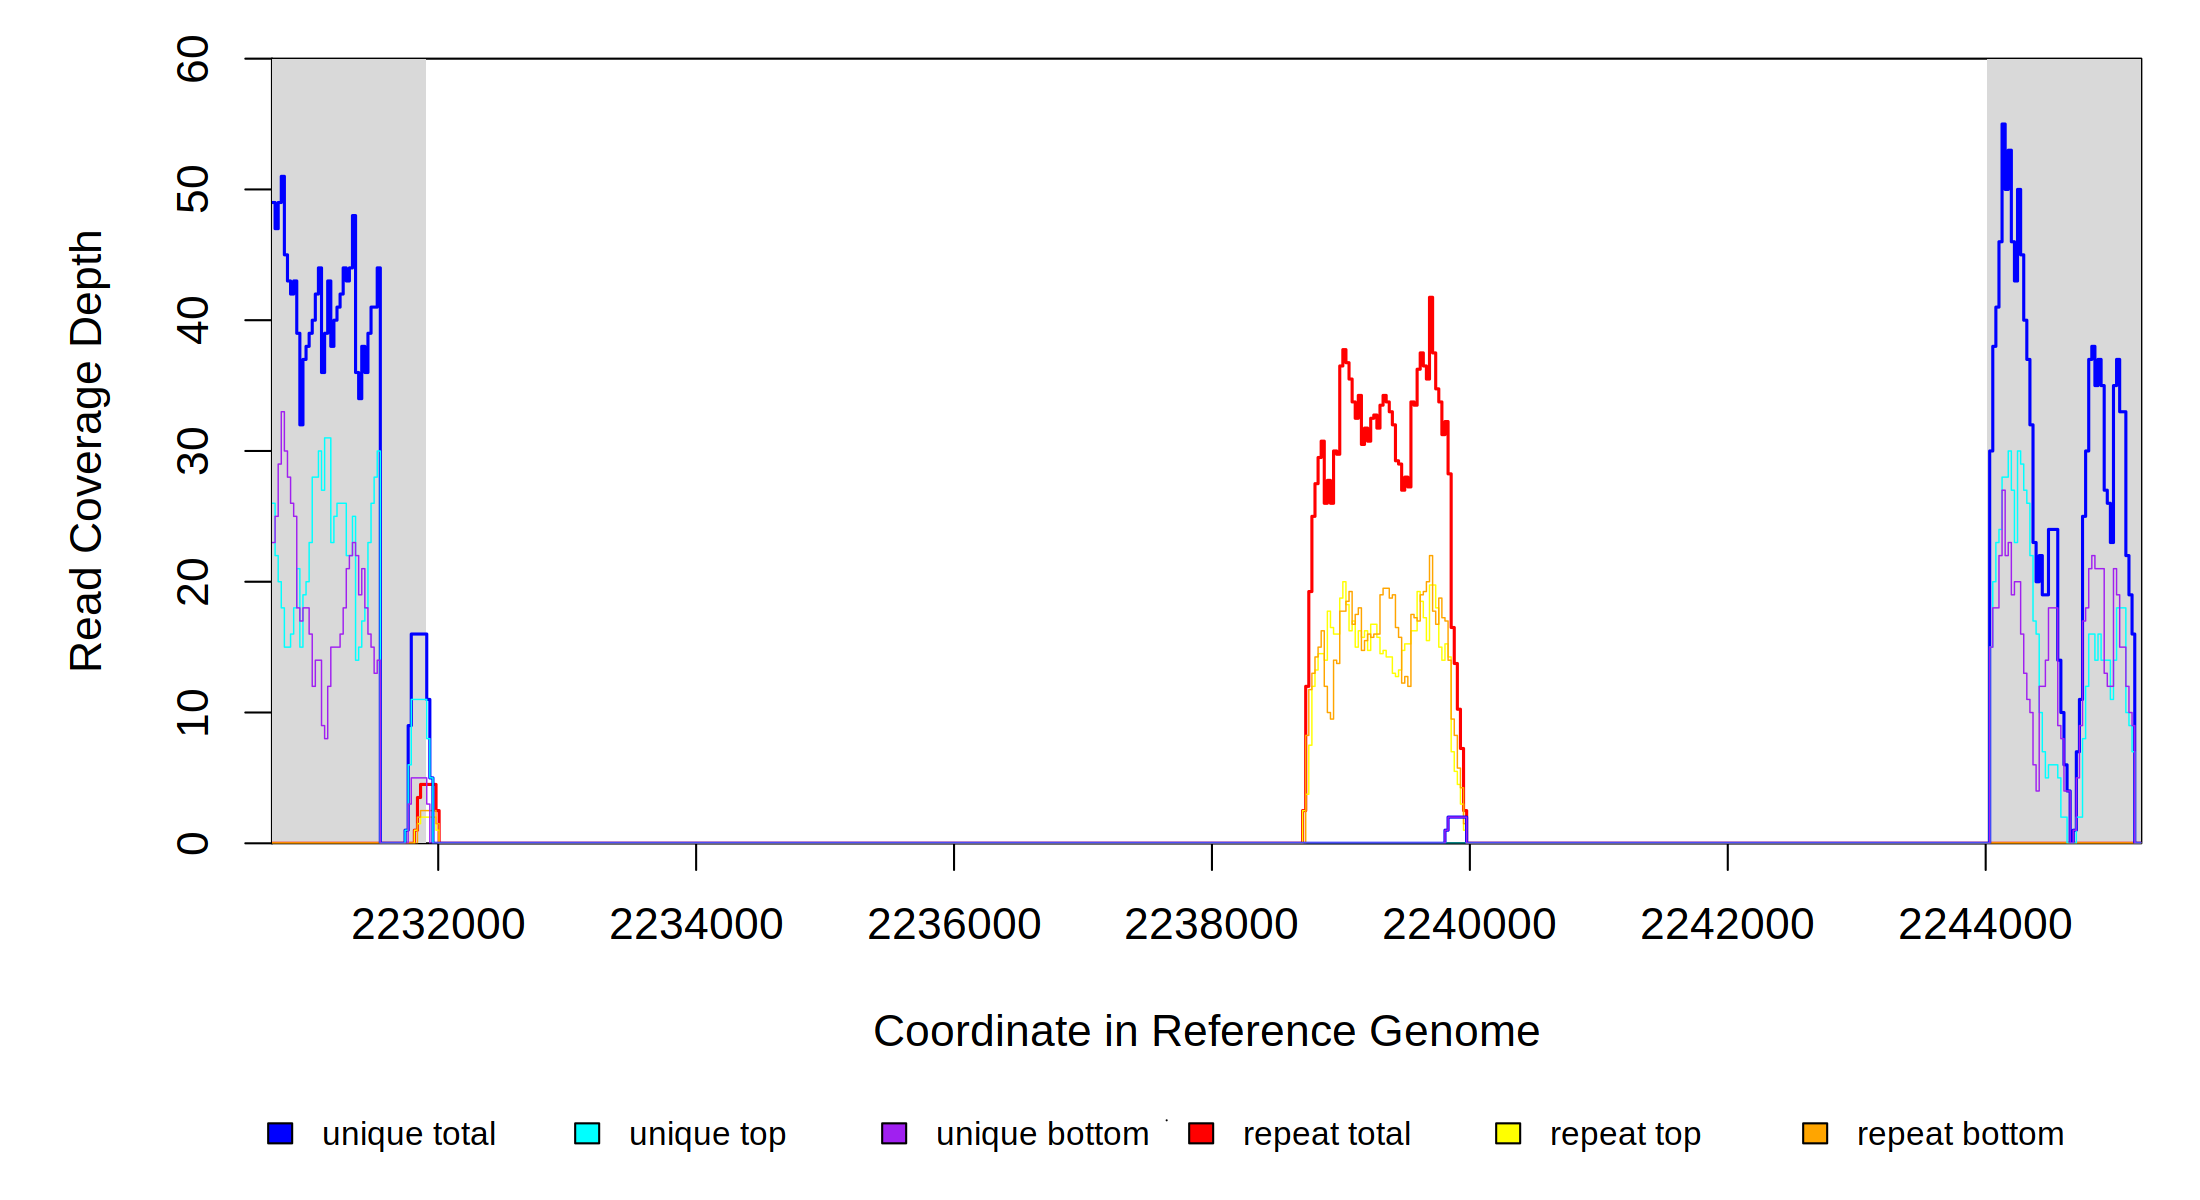 60
50
40
30
20
10
0
Read Coverage Depth
2232000 2234000 2236000 2238000 2240000 2242000 2244000
Coordinate in Reference Genome
unique total unique top unique bottom repeat total repeat top repeat bottom